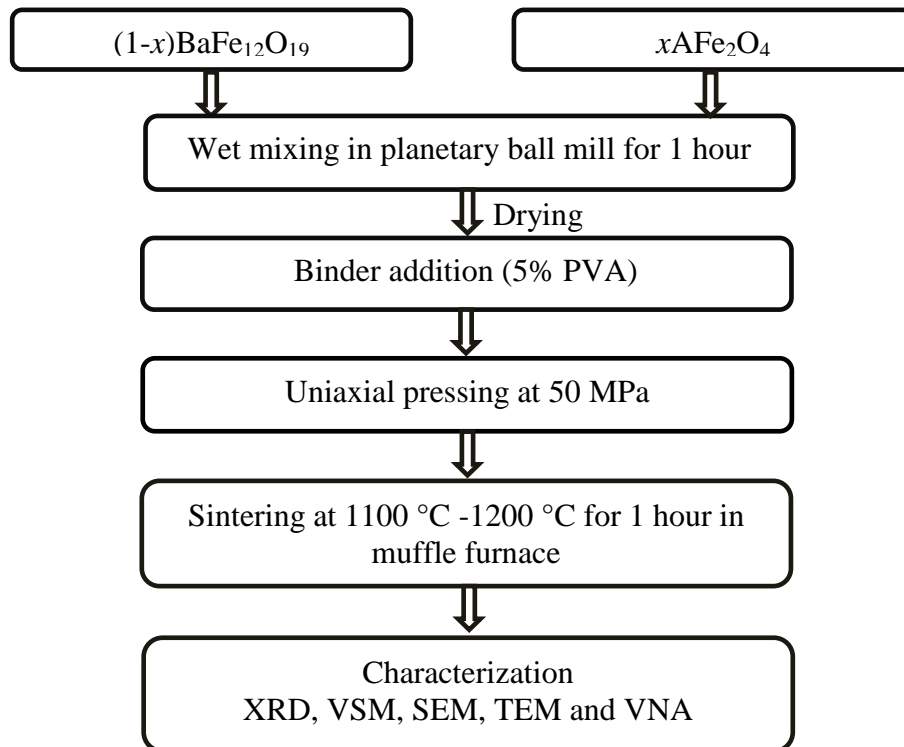 (1-x)BaFe₁₂O₁₉
xAFe₂O₄
Wet mixing in planetary ball mill for 1 hour
Drying
Binder addition (5% PVA)
Uniaxial pressing at 50 MPa
Sintering at 1100 °C -1200 °C for 1 hour in
muffle furnace
Characterization
XRD, VSM, SEM, TEM and VNA